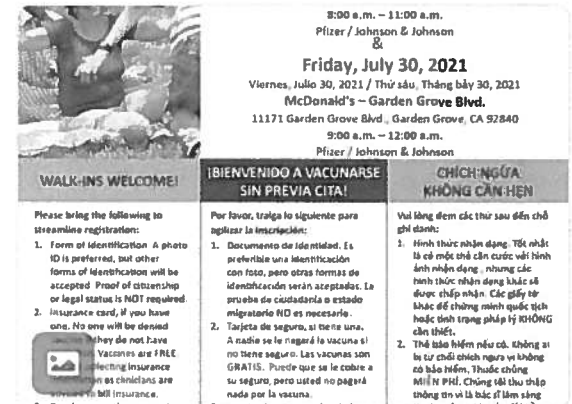 8:00 a.m. – 11:00 a.m.
Pfizer / Johnson & Johnson
&
Friday, July 30, 2021
Viernes, Julio 30, 2021 / Thứ sáu, Tháng bảy 30, 2021
McDonald's – Garden Grove Blvd.
11171 Garden Grove Blvd., Garden Grove, CA 92840
9:00 a.m. – 12:00 a.m.
Pfizer / Johnson & Johnson
WALK-INS WELCOME!
Please bring the following to
streamline registration:
1. Form of identification. A photo
ID is preferred, but other
forms of identification will be
accepted. Proof of citizenship
or legal status is NOT required.
2. Insurance card, if you have
one. No one will be denied
if they do not have
Vaccines are FREE.
insurance
as clinicians are
to bill insurance.
¡BIENVENIDO A VACUNARSE
SIN PREVIA CITA!
Por favor, traiga lo siguiente para
agilizar la inscripción:
1. Documento de identidad. Es
preferible una identificación
con foto, pero otras formas de
identificación serán aceptadas. La
prueba de ciudadanía o estado
migratorio NO es necesario.
2. Tarjeta de seguro, si tiene una.
A nadie se le negará la vacuna si
no tiene seguro. Las vacunas son
GRATIS. Puede que se le cobre a
su seguro, pero usted no pagará
nada por la vacuna.
CHÍCH NGỪA
KHÔNG CẦN HẸN
Vui lòng đem các thứ sau đến chỗ
ghi danh:
1. Hình thức nhận dạng. Tốt nhất
là có một thẻ căn cước với hình
ảnh nhận dạng , nhưng các
hình thức nhận dạng khác sẽ
được chấp nhận. Các giấy tờ
khác để chứng minh quốc tịch
hoặc tình trạng pháp lý KHÔNG
cần thiết.
2. Thẻ bảo hiểm nếu có. Không ai
bị từ chối chích ngừa vì không
có bảo hiểm, Thuốc chủng
MIỄN PHÍ. Chúng tôi thu thập
thông tin vì là bác sĩ lâm sàng